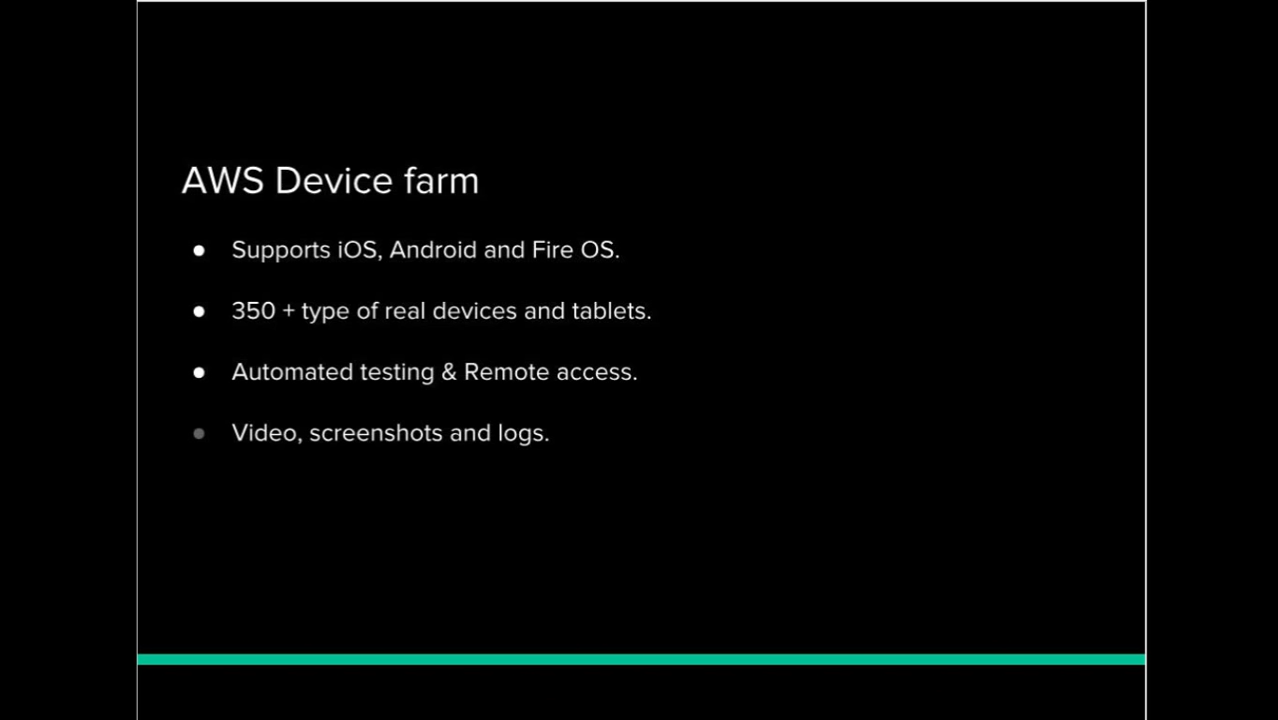 AWS Device farm
● Supports iOS, Android and Fire OS.
● 350 + type of real devices and tablets.
● Automated testing & Remote access.
● Video, screenshots and logs.